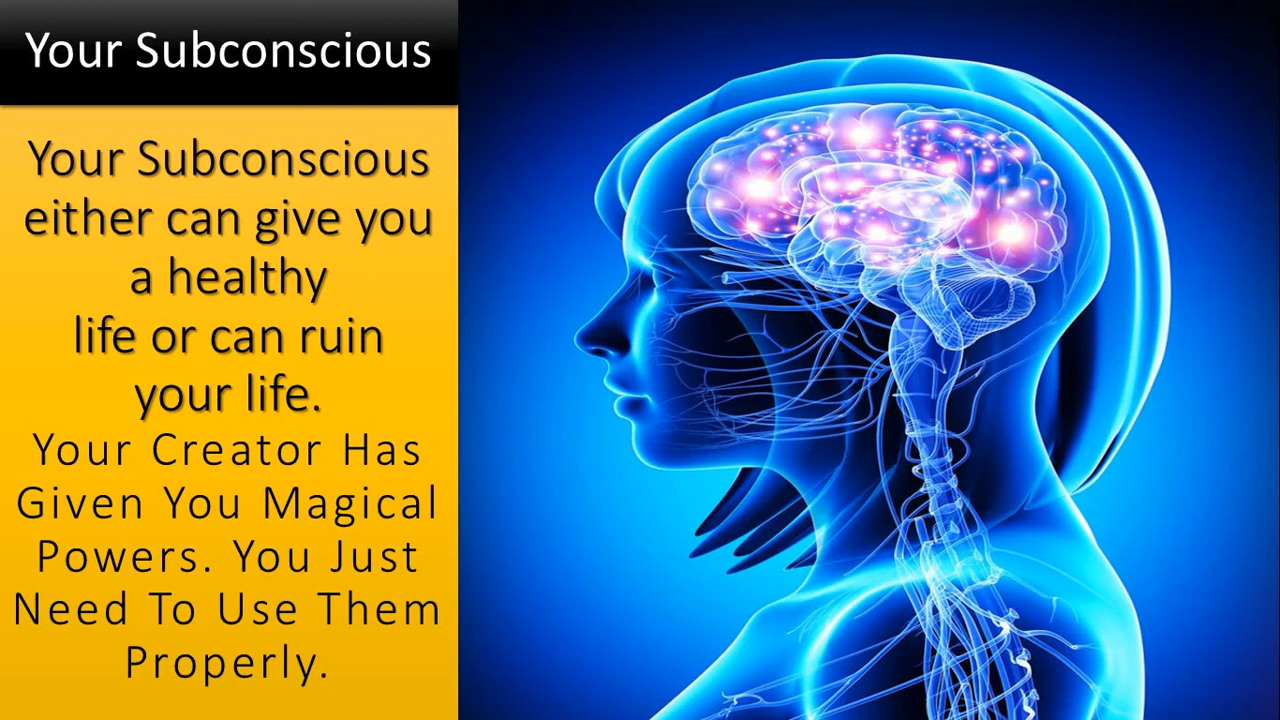 Your Subconscious
Your Subconscious
either can give you
a healthy
life or can ruin
your life.
Your Creator Has
Given You Magical
Powers. You Just
Need To Use Them
Properly.